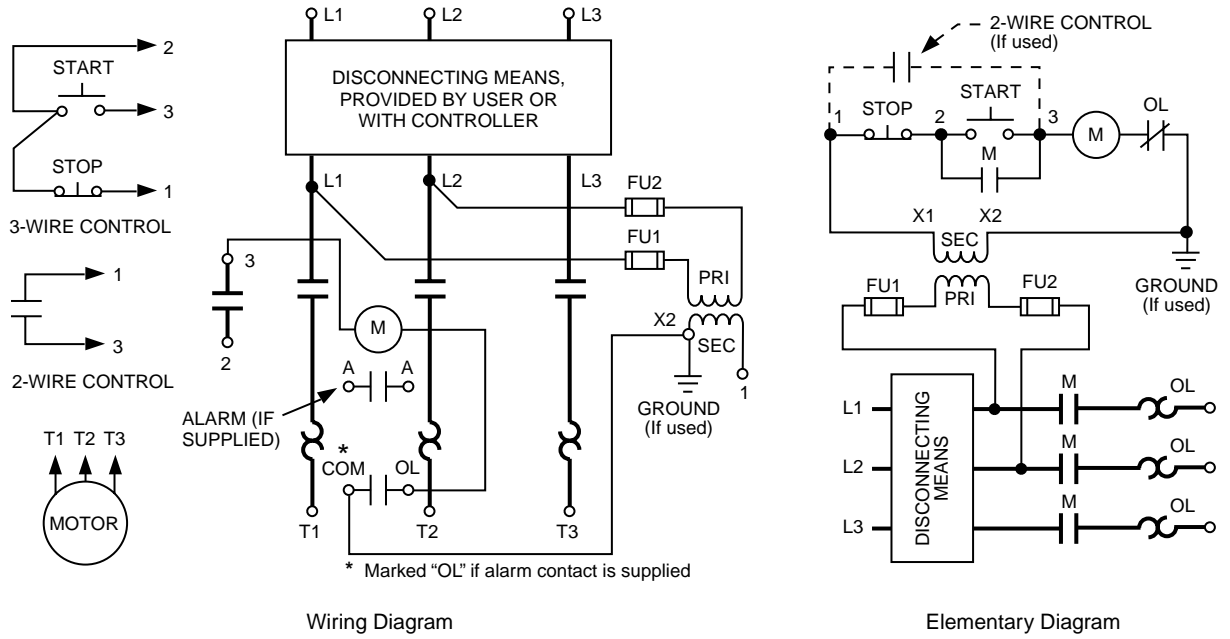 L1
L2
L3
DISCONNECTING MEANS,
PROVIDED BY USER OR
WITH CONTROLLER
2
START
3
STOP
1
3-WIRE CONTROL
1
3
2-WIRE CONTROL
T1 T2 T3
MOTOR
L1
L2
L3
FU2
FU1
PRI
X2
SEC
1
GROUND
(If used)
3
2
M
A
A
ALARM (IF
SUPPLIED)
*
COM
OL
T1
T2
T3
* Marked “OL” if alarm contact is supplied
Wiring Diagram
2-WIRE CONTROL
(If used)
1
STOP
2
START
3
M
OL
M
X1
X2
SEC
GROUND
(If used)
FU1
PRI
FU2
L1
L2
L3
DISCONNECTING
MEANS
M
OL
M
OL
M
OL
Elementary Diagram